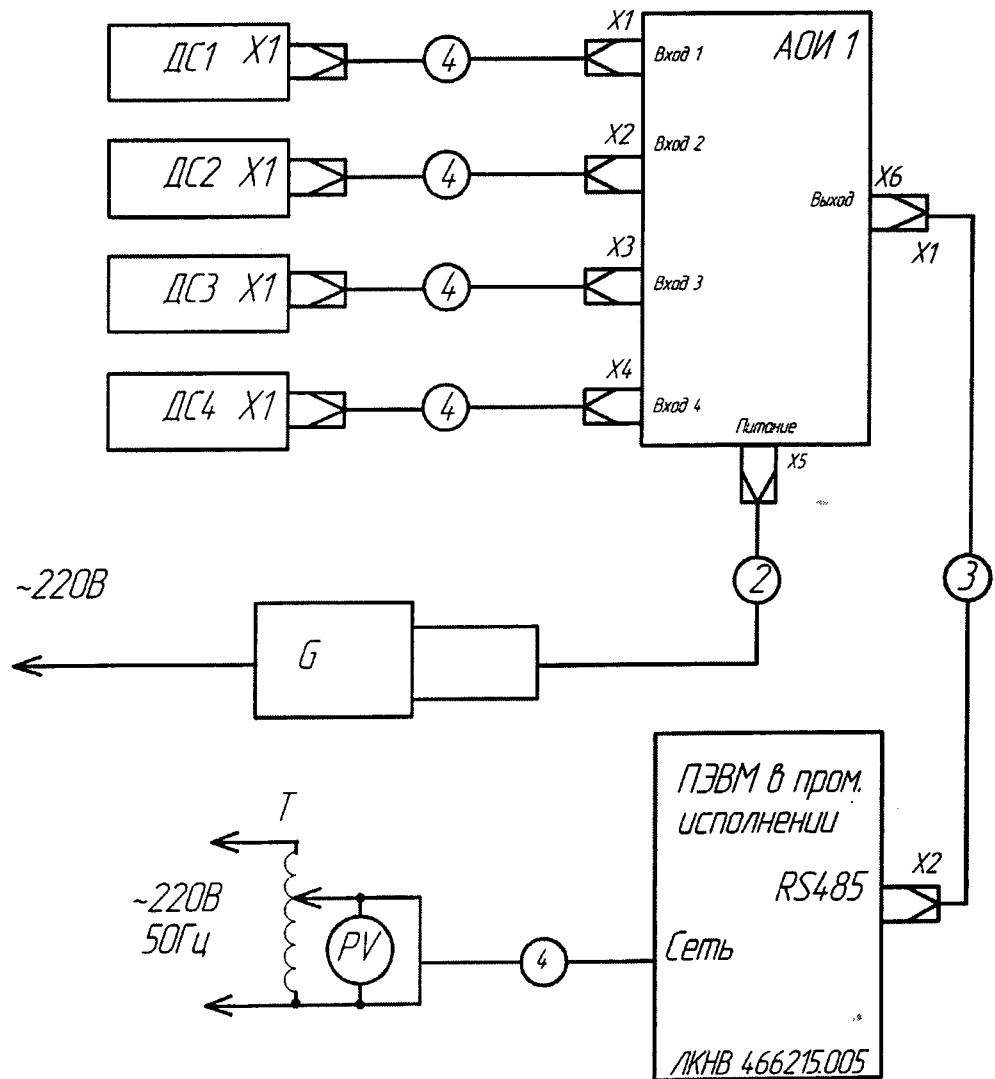 ДС1 X1
4
X1
Вход 1
АОИ 1
ДС2 X1
4
X2
Вход 2
X6
Выход
X1
ДС3 X1
4
X3
Вход 3
ДС4 X1
4
X4
Вход 4
Питание
X5
2
3
~220В
G
ПЭВМ в пром.
исполнении
T
X2
RS485
~220В
50Гц
PV
4
Сеть
ЛКНВ 466215.005